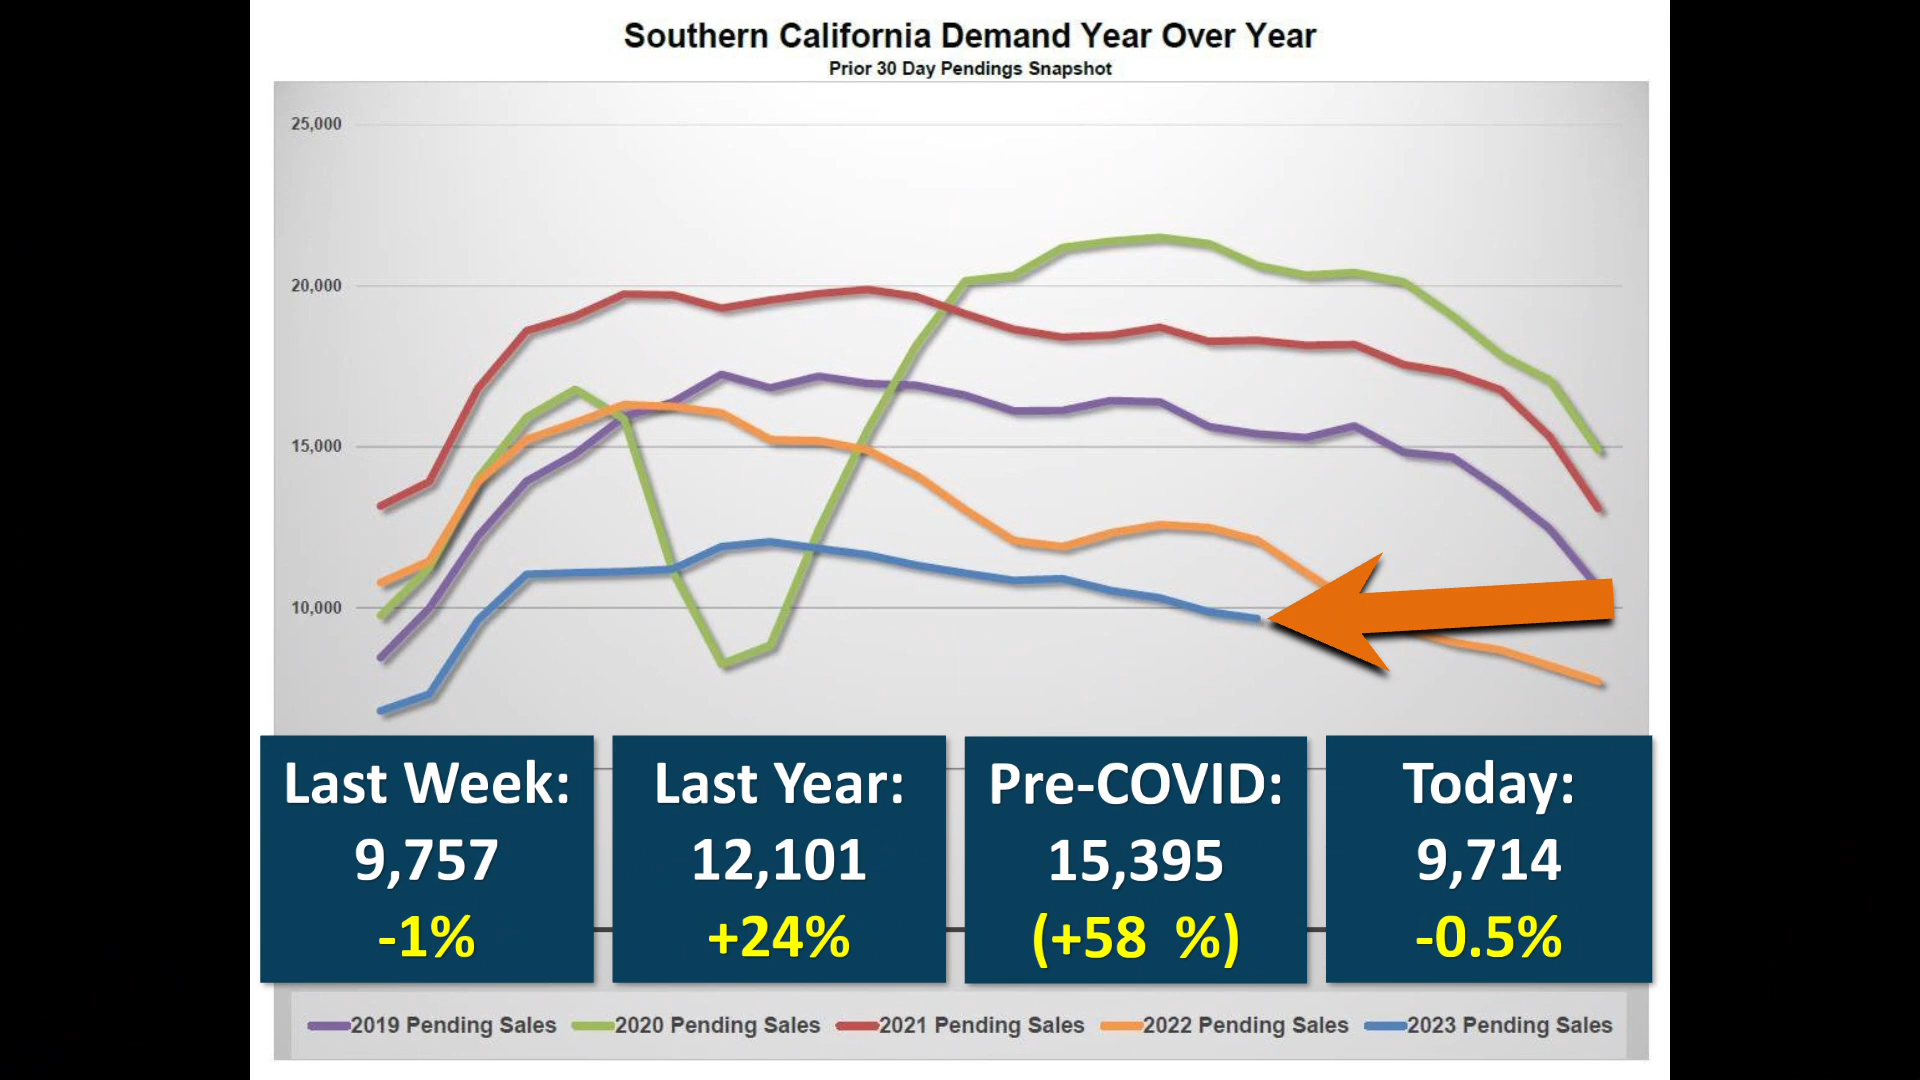 Southern California Demand Year Over Year
Prior 30 Day Pendings Snapshot
25,000
20,000
15,000
10,000
Last Week:
9,757
-1%
Last Year:
12,101
+24%
Pre-COVID:
15,395
(+58 %)
Today:
9,714
-0.5%
2019 Pending Sales 2020 Pending Sales 2021 Pending Sales 2022 Pending Sales 2023 Pending Sales